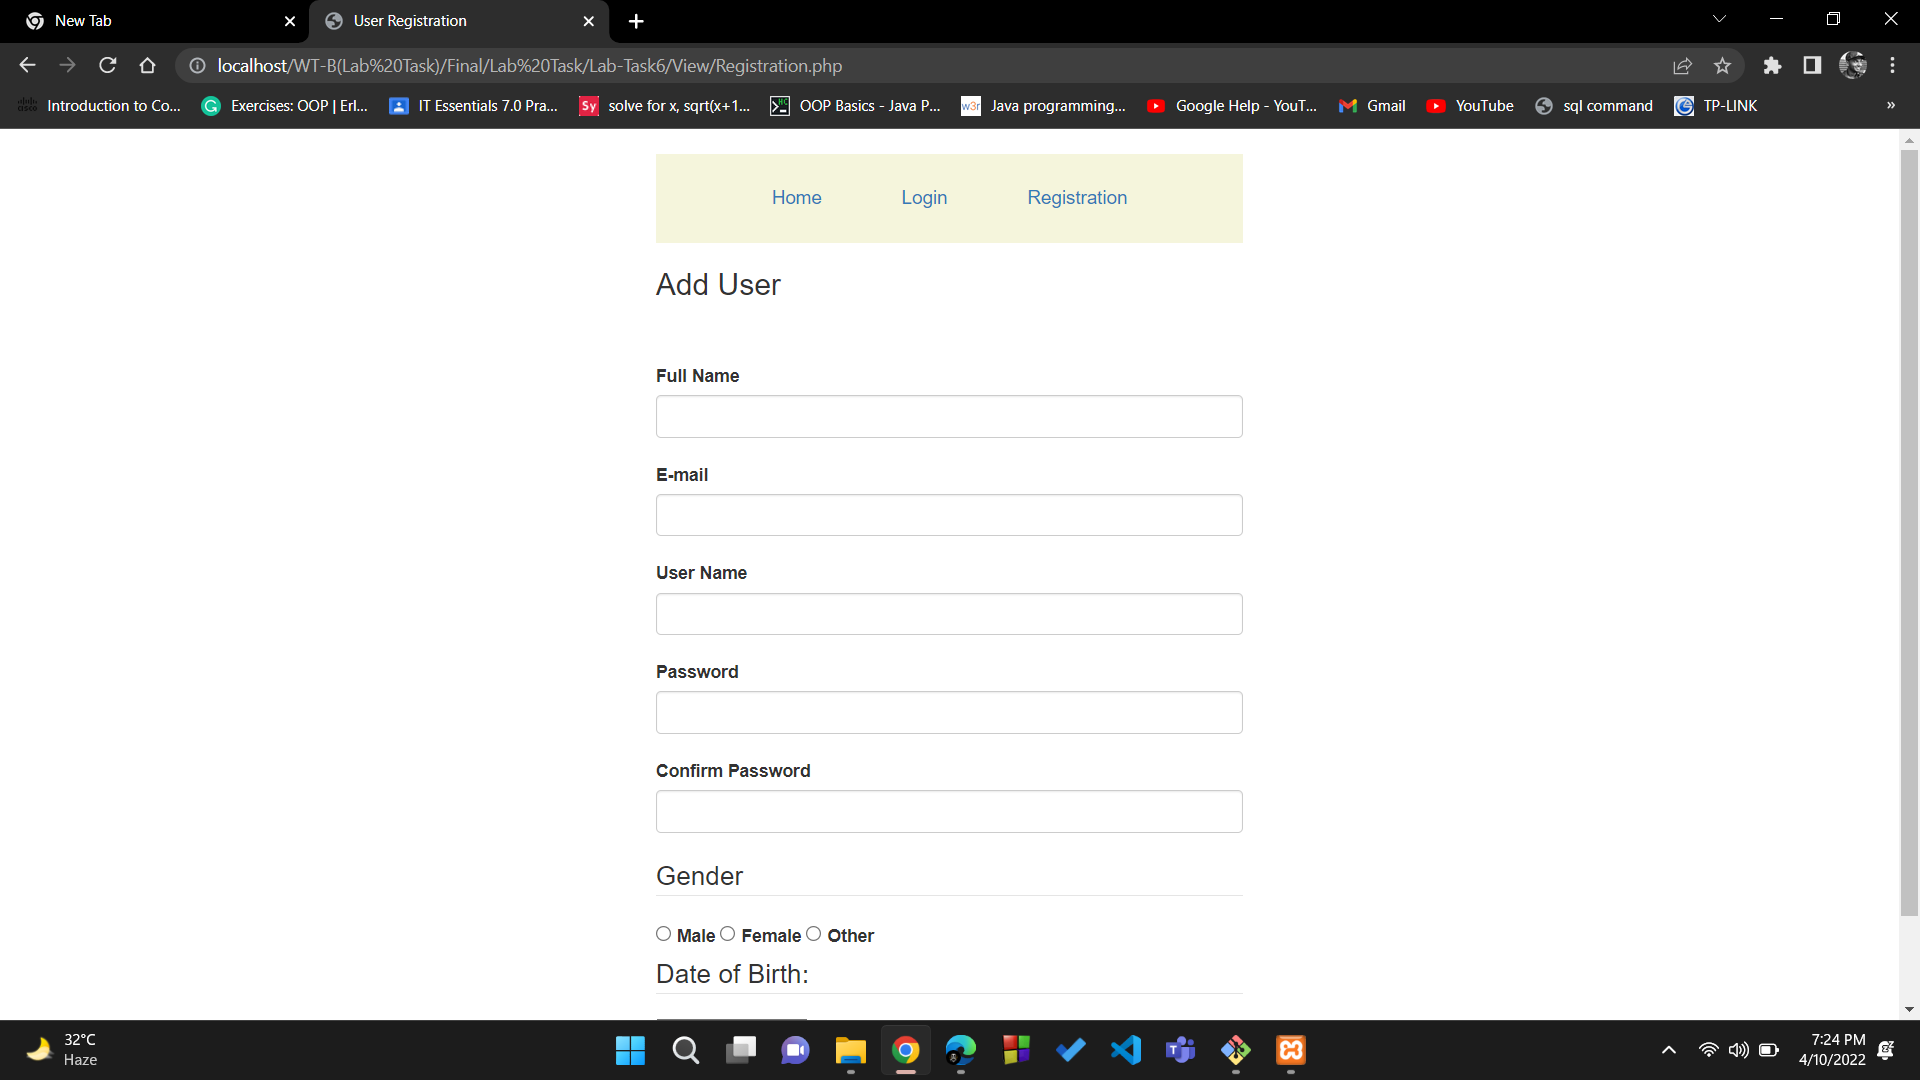 New Tab
User Registration
localhost/WT-B(Lab%20Task)/Final/Lab%20Task/Lab-Task6/View/Registration.php
Introduction to Co...
Exercises: OOP | Erl...
IT Essentials 7.0 Pra...
Sy solve for x, sqrt(x+1...
OOP Basics - Java P...
w3r Java programming...
Google Help - YouT...
Gmail
YouTube
sql command
TP-LINK
»
Home Login Registration
Add User
Full Name
E-mail
User Name
Password
Confirm Password
Gender
Male Female Other
Date of Birth:
32°C
Haze
7:24 PM
4/10/2022